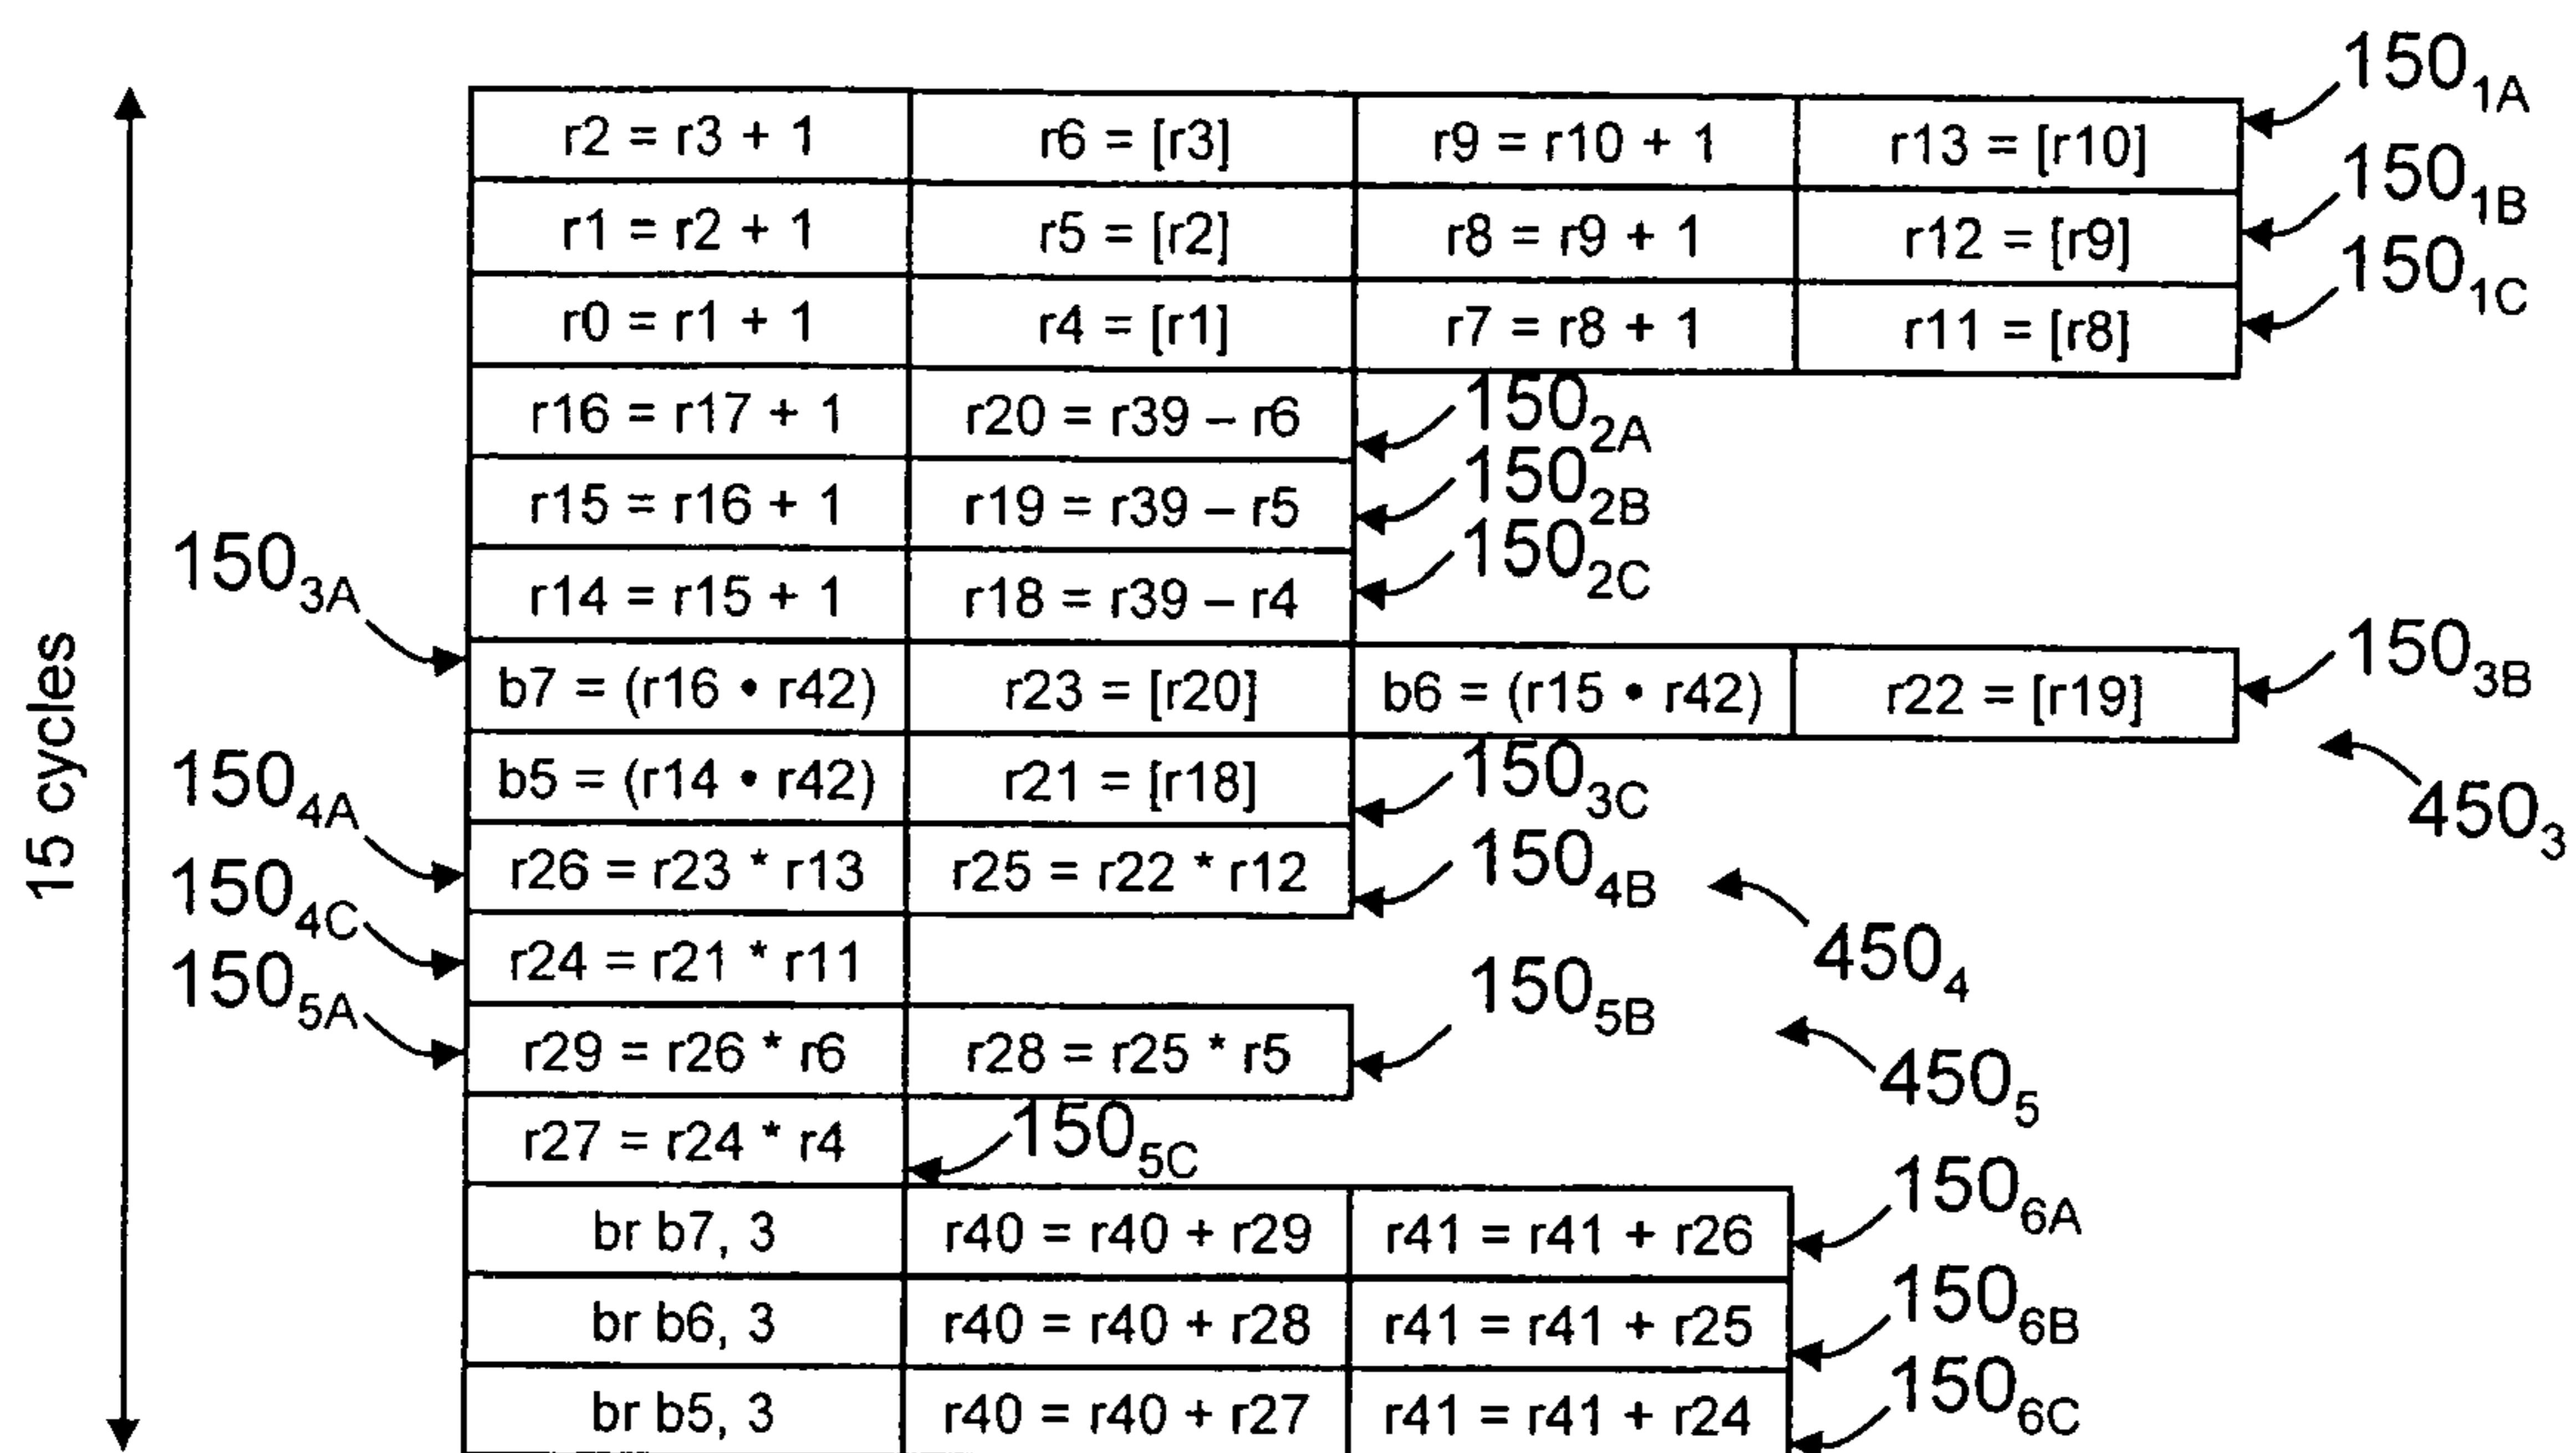 r2 = r3 + 1 r6 = [r3] r9 = r10 + 1 r13 = [r10] 150 1A
r1 = r2 + 1 r5 = [r2] r8 = r9 + 1 r12 = [r9] 150 1B
r0 = r1 + 1 r4 = [r1] r7 = r8 + 1 r11 = [r8] 150 1C
r16 = r17 + 1 r20 = r39 – r6 150 2A
r15 = r16 + 1 r19 = r39 – r5 150 2B
r14 = r15 + 1 r18 = r39 – r4 150 2C
150 3A b7 = (r16 • r42) r23 = [r20] b6 = (r15 • r42) r22 = [r19] 150 3B
450 3
b5 = (r14 • r42) r21 = [r18] 150 3C
150 4A r26 = r23 * r13 r25 = r22 * r12 150 4B
450 4
150 4C r24 = r21 * r11
150 5A r29 = r26 * r6 r28 = r25 * r5 150 5B
450 5
r27 = r24 * r4 150 5C
br b7, 3 r40 = r40 + r29 r41 = r41 + r26 150 6A
br b6, 3 r40 = r40 + r28 r41 = r41 + r25 150 6B
br b5, 3 r40 = r40 + r27 r41 = r41 + r24 150 6C
15 cycles